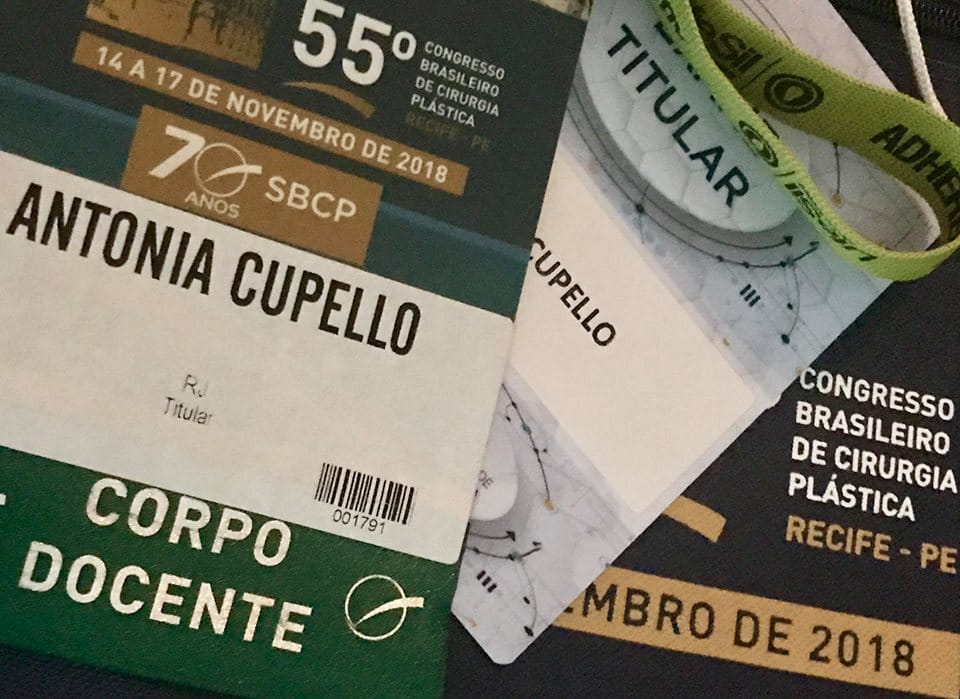 55º
CONGRESSO
BRASILEIRO
DE CIRURGIA
PLÁSTICA
RECIFE - PE
14 A 17 DE NOVEMBRO DE 2018
70
ANOS
SBCP
ANTONIA CUPELLO
RJ
Titular
001791
CORPO
DOCENTE
TITULAR
CUPELLO
CONGRESSO
BRASILEIRO
DE CIRURGIA
PLÁSTICA
RECIFE - PE
MBRO DE 2018